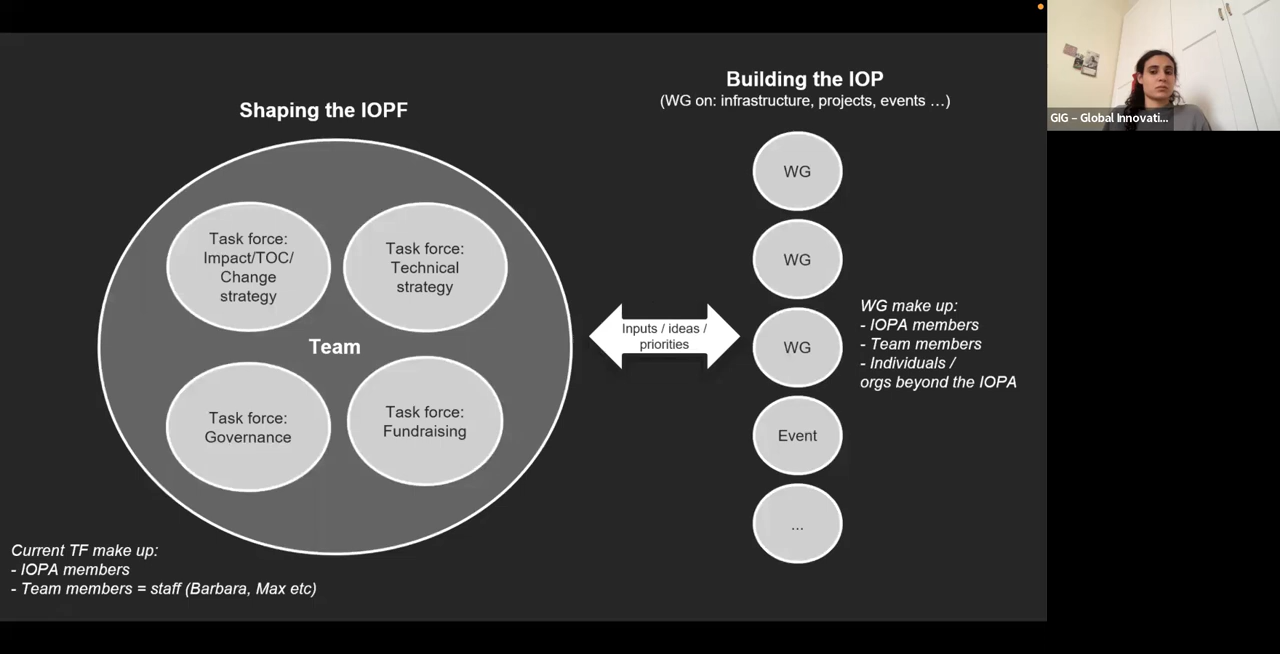 Shaping the IOPF
Task force:
Impact/TOC/
Change
strategy
Task force:
Technical
strategy
Team
Task force:
Governance
Task force:
Fundraising
Current TF make up:
- IOPA members
- Team members = staff (Barbara, Max etc)
Inputs / ideas /
priorities
Building the IOP
(WG on: infrastructure, projects, events ...)
WG
WG
WG
Event
...
WG make up:
- IOPA members
- Team members
- Individuals /
orgs beyond the IOPA
GIG – Global Innovati...